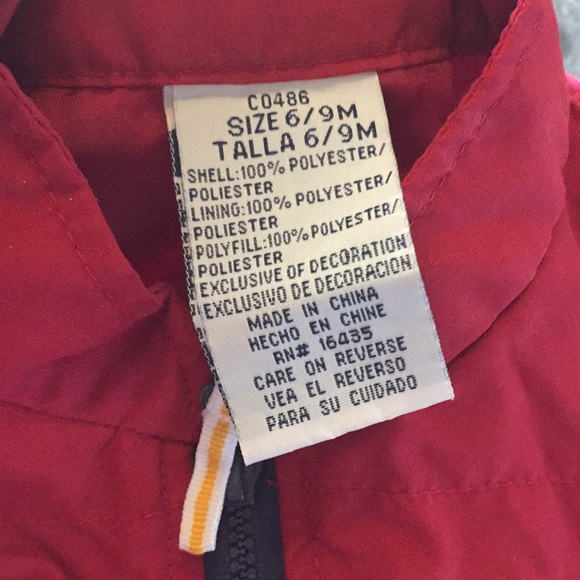 C0486
SIZE 6/9M
TALLA 6/9M
SHELL:100% POLYESTER/
POLIESTER
LINING:100% POLYESTER/
POLIESTER
POLYFILL:100% POLYESTER/
POLIESTER
EXCLUSIVE OF DECORATION
EXCLUSIVO DE DECORACION
MADE IN CHINA
HECHO EN CHINE
RN# 16435
CARE ON REVERSE
VEA EL REVERSO
PARA SU CUIDADO